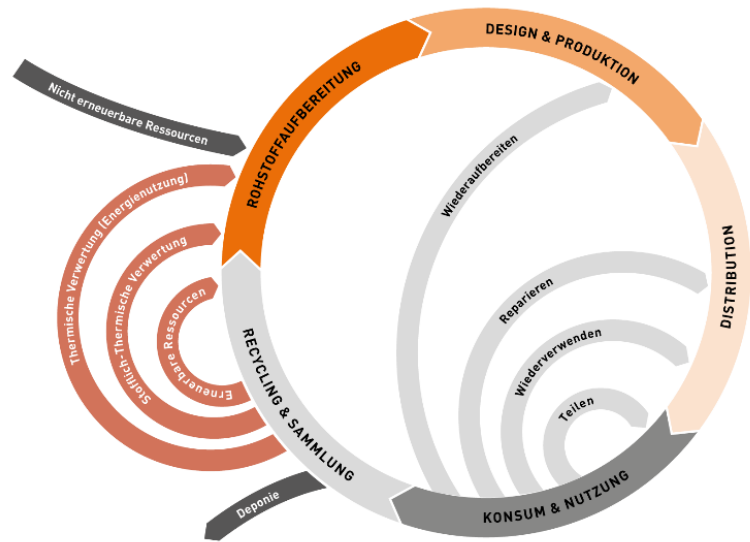 DESIGN & PRODUKTION
ROHSTOFFAUFBEREITUNG
Nicht erneuerbare Ressourcen
Wiederaufbereiten
Thermische Verwertung (Energienutzung)
Stofflich-Thermische Verwertung
Erneuerbare Ressourcen
DISTRIBUTION
Reparieren
Wiederverwenden
Teilen
RECYCLING & SAMMLUNG
KONSUM & NUTZUNG
Deponie